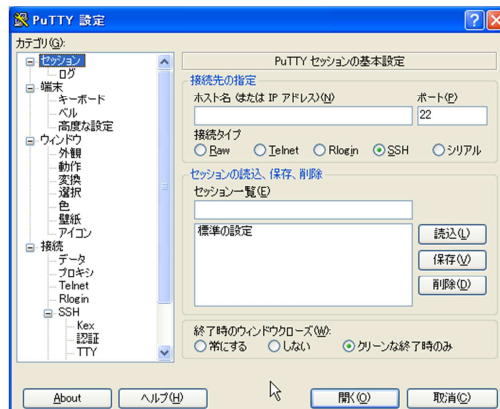 PuTTY 設定
カテゴリ(G):
セッション
ログ
端末
キーボード
ベル
高度な設定
ウィンドウ
外観
動作
変換
選択
色
壁紙
アイコン
接続
データ
プロキシ
Telnet
Rlogin
SSH
Kex
認証
TTY
PuTTY セッションの基本設定
接続先の指定
ホスト名 (または IP アドレス)(N) ポート(P)
22
接続タイプ
Raw Telnet Rlogin SSH シリアル
セッションの読込、保存、削除
セッション一覧(E)
標準の設定
読込(L)
保存(V)
削除(D)
終了時のウィンドウクローズ(W):
常にする しない クリーンな終了時のみ
About ヘルプ(H) 開く(O) 取消(C)